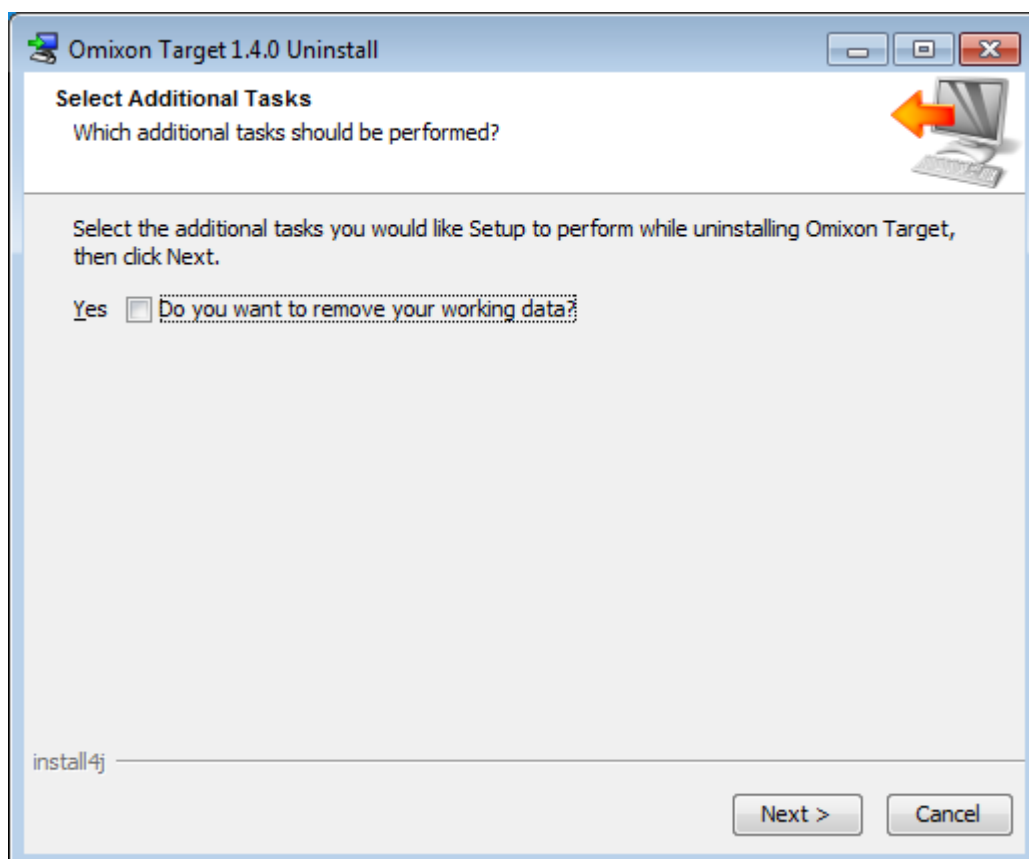 Omixon Target 1.4.0 Uninstall
Select Additional Tasks
Which additional tasks should be performed?
Select the additional tasks you would like Setup to perform while uninstalling Omixon Target,
then click Next.
Yes Do you want to remove your working data?
install4j
Next > Cancel